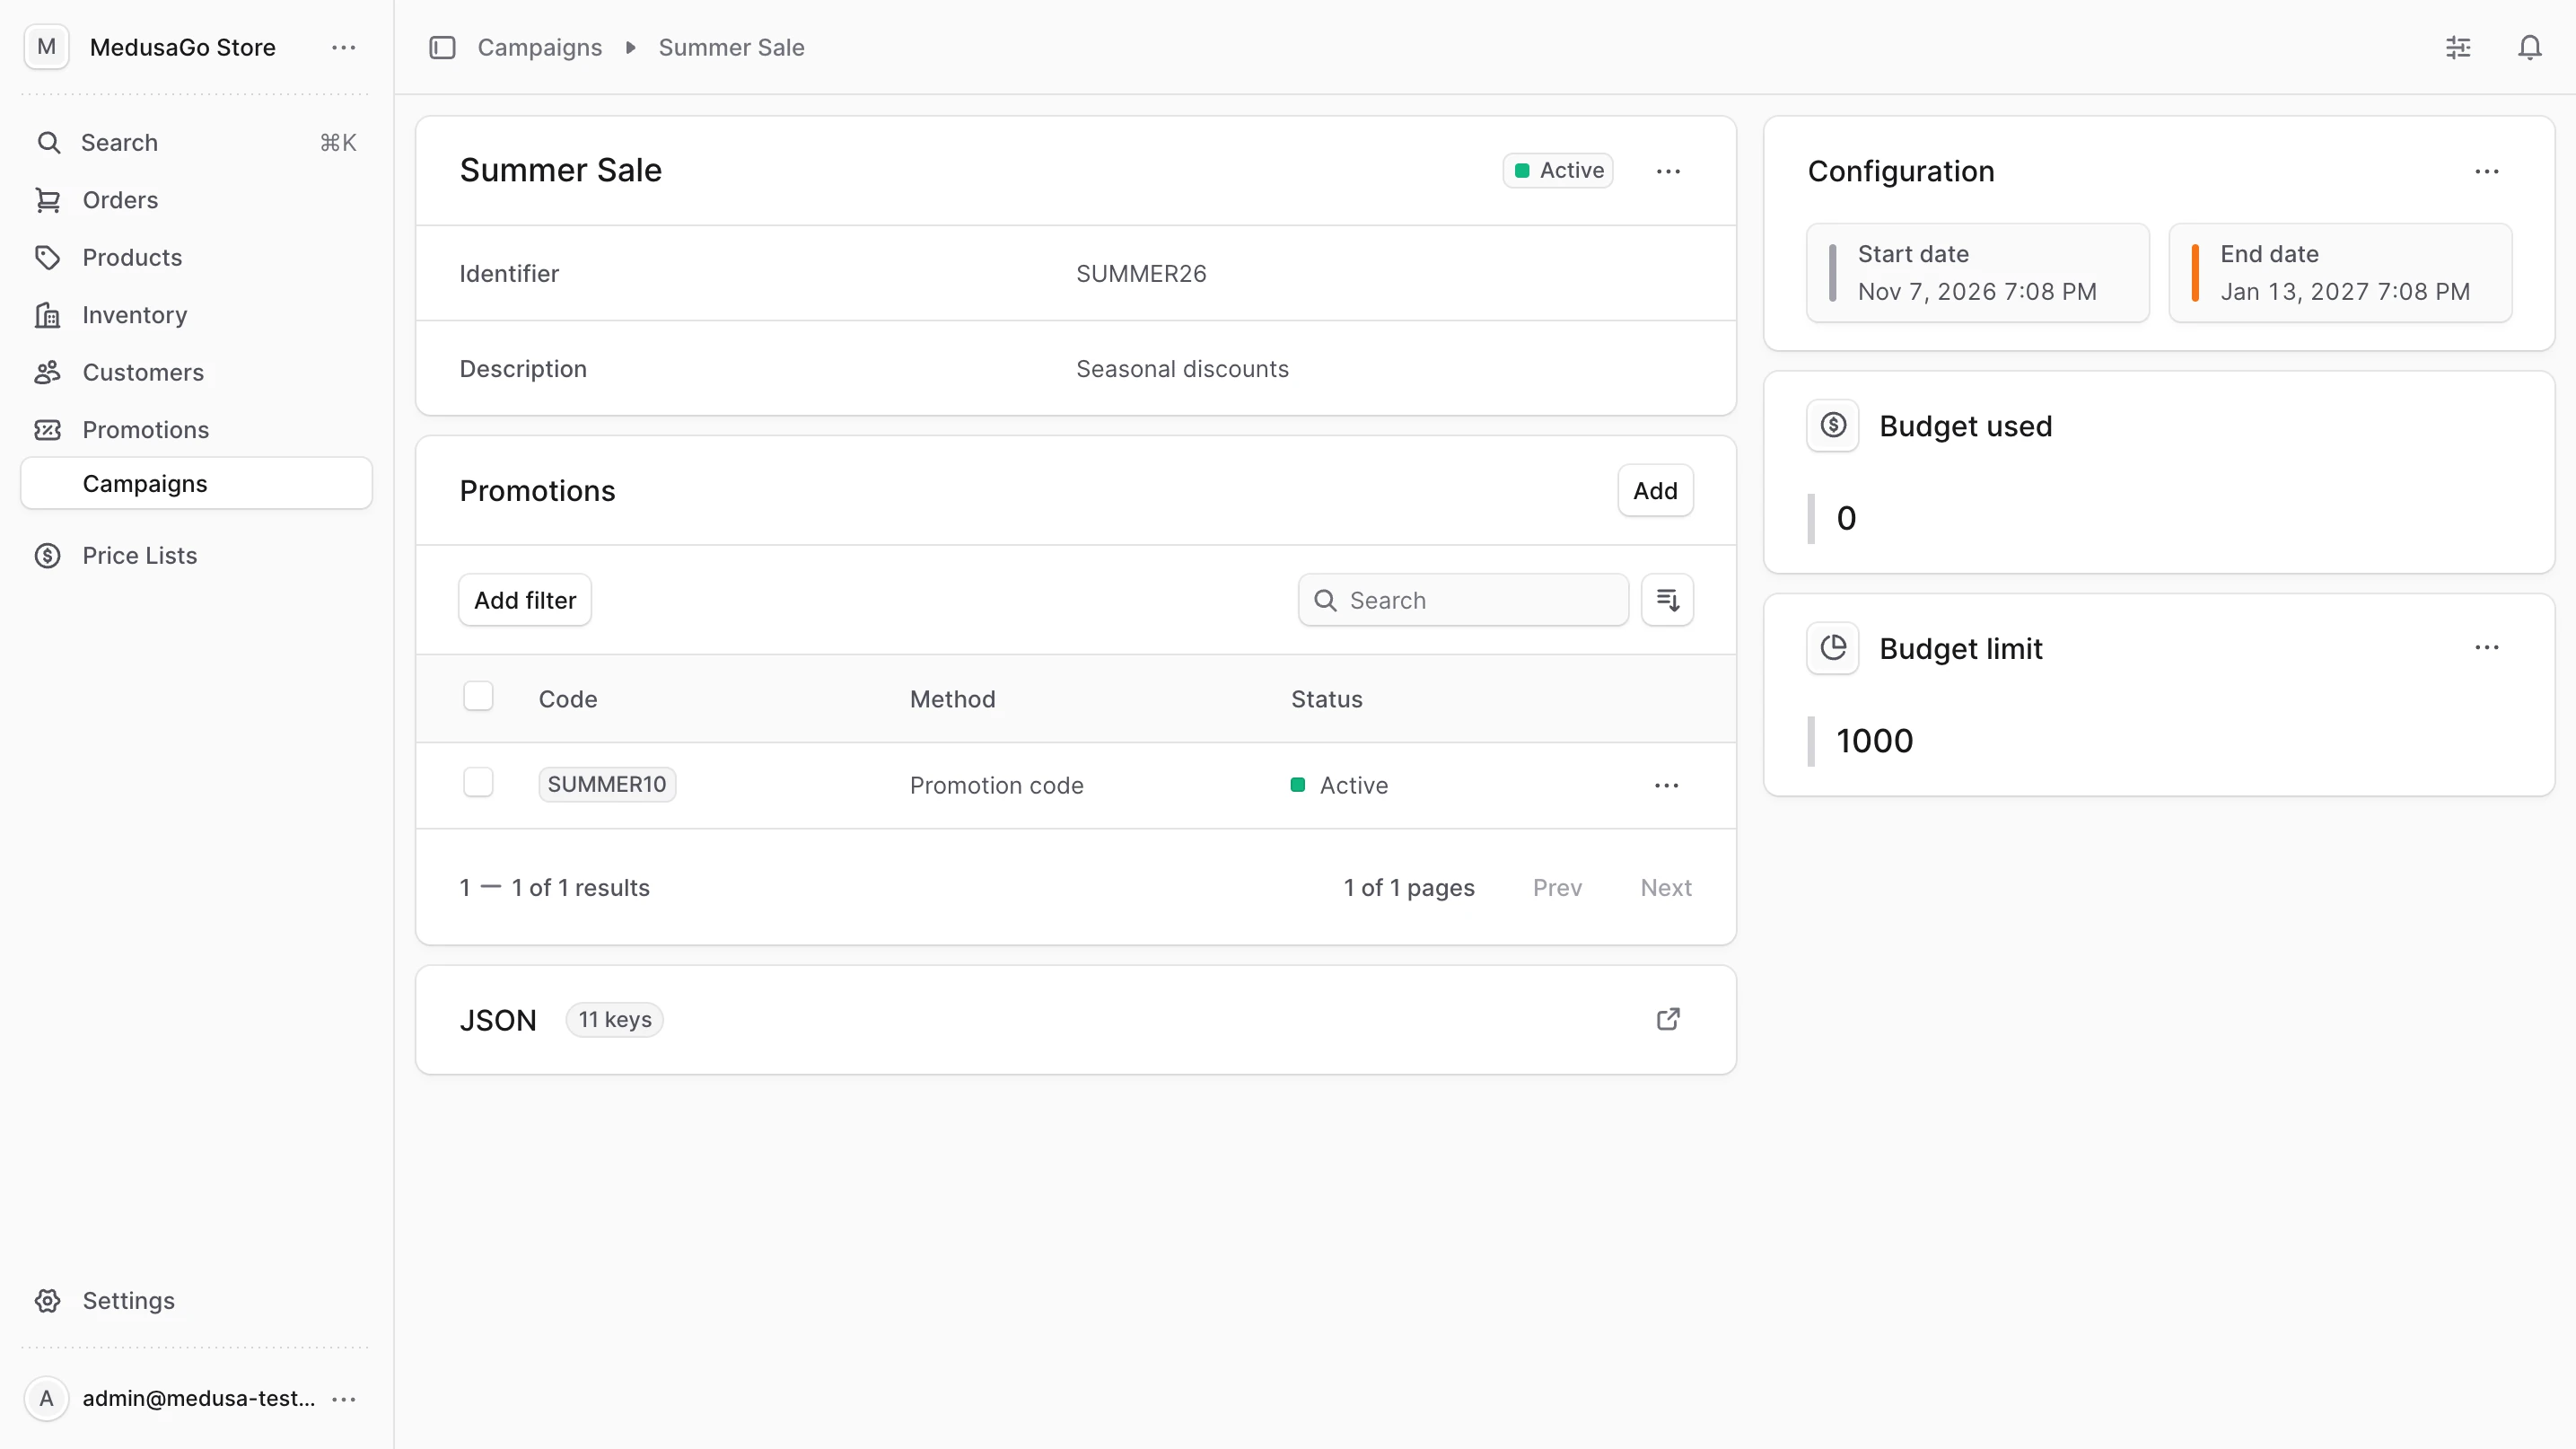 M MedusaGo Store
Search ⌘K
Orders
Products
Inventory
Customers
Promotions
Campaigns
Price Lists
Settings
A admin@medusa-test...
Campaigns Summer Sale
Summer Sale Active
Identifier SUMMER26
Description Seasonal discounts
Promotions Add
Add filter Search
Code Method Status
SUMMER10 Promotion code Active
1 — 1 of 1 results 1 of 1 pages Prev Next
JSON 11 keys
Configuration
Start date
Nov 7, 2026 7:08 PM
End date
Jan 13, 2027 7:08 PM
Budget used
0
Budget limit
1000